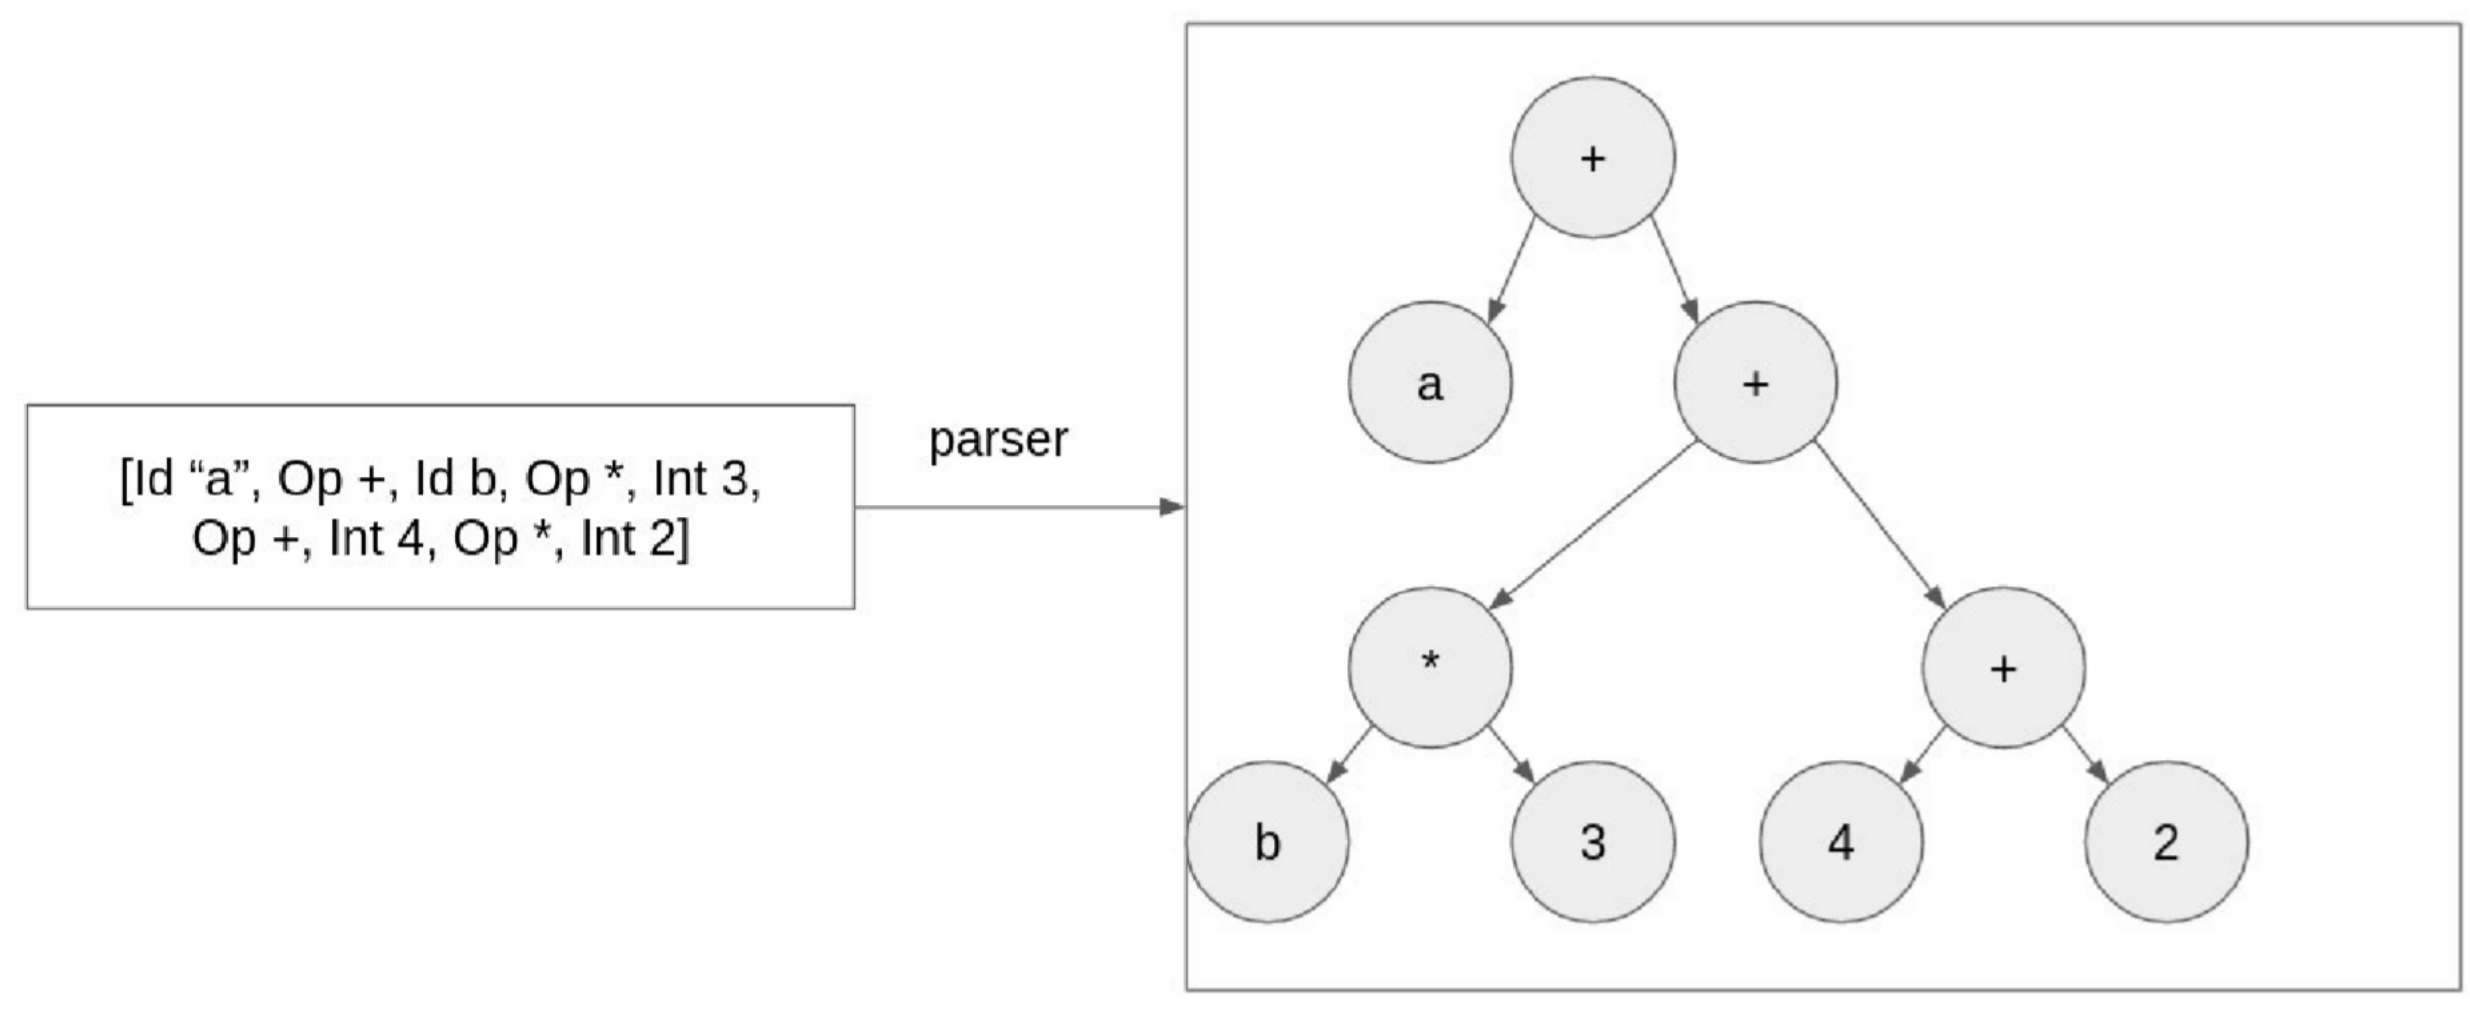 +
a
+
parser
[Id “a”, Op +, Id b, Op *, Int 3,
Op +, Int 4, Op *, Int 2]
*
+
b
3
4
2